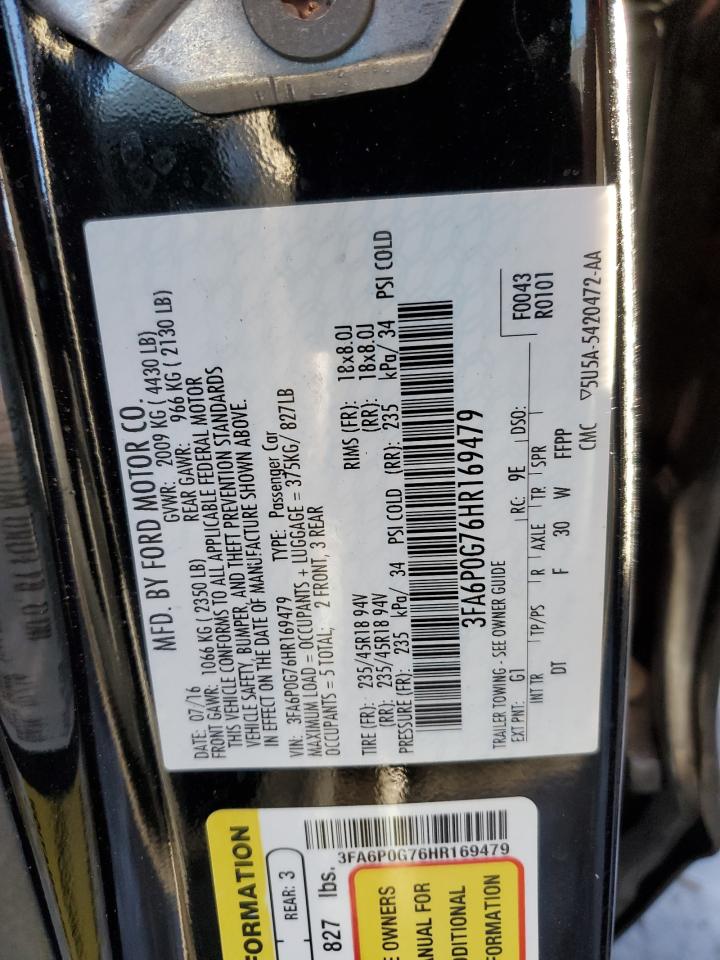 MFD. BY FORD MOTOR CO.
DATE: 07/16 GVWR: 2009 KG ( 4430 LB)
FRONT GAWR: 1066 KG ( 2350 LB) REAR GAWR: 966 KG ( 2130 LB)
THIS VEHICLE CONFORMS TO ALL APPLICABLE FEDERAL MOTOR
VEHICLE SAFETY, BUMPER, AND THEFT PREVENTION STANDARDS
IN EFFECT ON THE DATE OF MANUFACTURE SHOWN ABOVE.
VIN: 3FA6P0G76HR169479 TYPE: Passenger Car
MAXIMUM LOAD = OCCUPANTS + LUGGAGE = 375KG/ 827LB
OCCUPANTS = 5 TOTAL; 2 FRONT, 3 REAR
TIRE (FR): 235/45R18 94V RIMS (FR): 18x8.0J
(RR): 235/45R18 94V (RR): 18x8.0J
PRESSURE (FR): 235 kPa/ 34 PSI COLD (RR): 235 kPa/ 34 PSI COLD
3FA6P0G76HR169479
TRAILER TOWING - SEE OWNER GUIDE
F0043
R0101
EXT PNT: G1 RC: 9E DSO:
INT TR TP/PS R AXLE TR SPR
DT F 30 W FFPP
CMC ▽5U5A-5420472-AA
FORMATION
REAR: 3
827 lbs.
3FA6P0G76HR169479
E OWNERS
ANUAL FOR
DDITIONAL
FORMATION